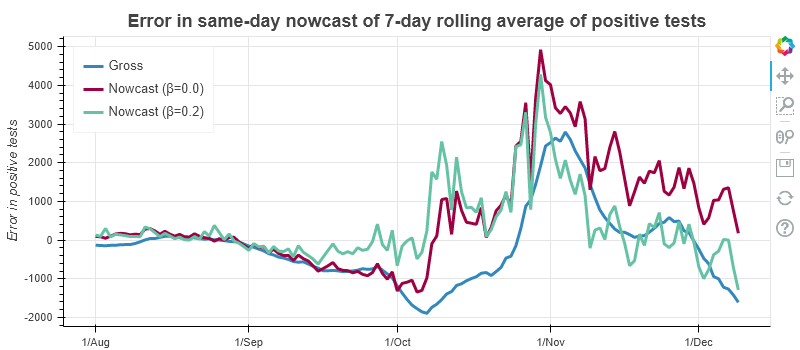 Error in same-day nowcast of 7-day rolling average of positive tests
Error in positive tests
5000
4000
3000
2000
1000
0
-1000
-2000
Gross
Nowcast (β=0.0)
Nowcast (β=0.2)
1/Aug
1/Sep
1/Oct
1/Nov
1/Dec